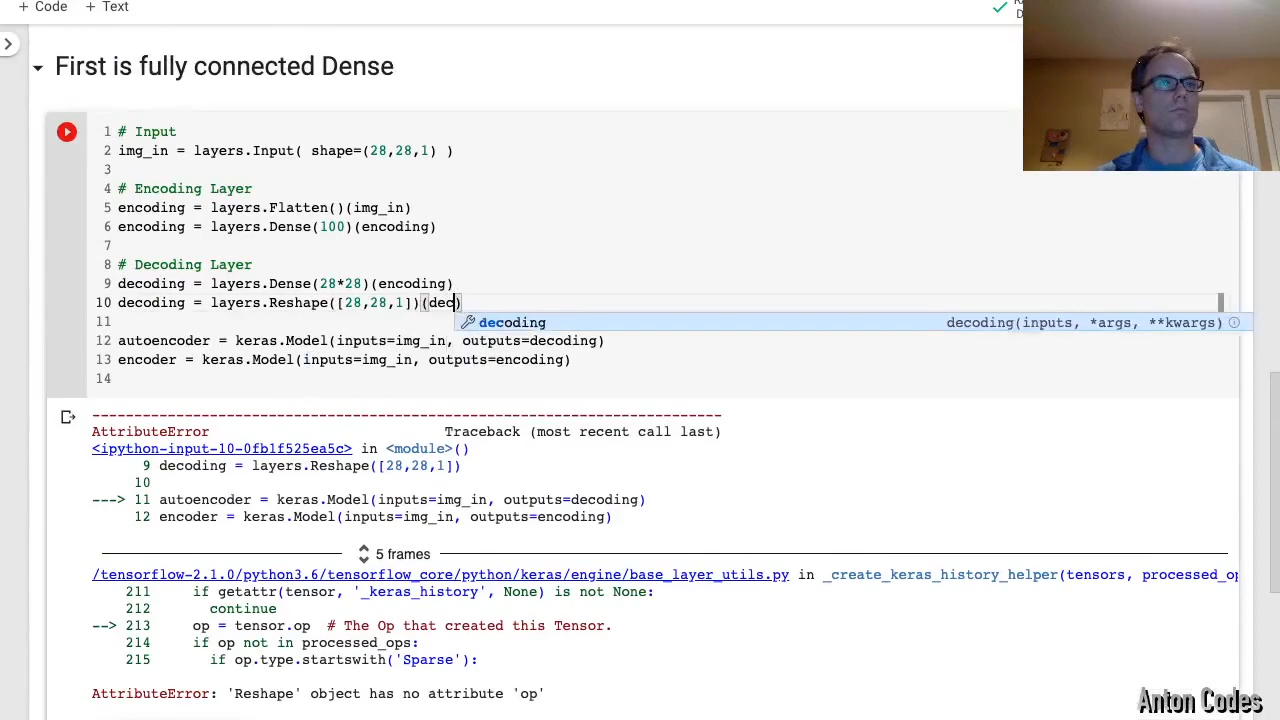 + Code + Text
First is fully connected Dense
1 # Input
2 img_in = layers.Input( shape=(28,28,1) )
3
4 # Encoding Layer
5 encoding = layers.Flatten()(img_in)
6 encoding = layers.Dense(100)(encoding)
7
8 # Decoding Layer
9 decoding = layers.Dense(28*28)(encoding)
10 decoding = layers.Reshape([28,28,1])(dec)
11
decoding decoding(inputs, *args, **kwargs)
12 autoencoder = keras.Model(inputs=img_in, outputs=decoding)
13 encoder = keras.Model(inputs=img_in, outputs=encoding)
14
---------------------------------------------------------------------------
AttributeError Traceback (most recent call last)
<ipython-input-10-0fb1f525ea5c> in <module>()
9 decoding = layers.Reshape([28,28,1])
10
---> 11 autoencoder = keras.Model(inputs=img_in, outputs=decoding)
12 encoder = keras.Model(inputs=img_in, outputs=encoding)
5 frames
/tensorflow-2.1.0/python3.6/tensorflow_core/python/keras/engine/base_layer_utils.py in _create_keras_history_helper(tensors, processed_op
211 if getattr(tensor, '_keras_history', None) is not None:
212 continue
--> 213 op = tensor.op # The Op that created this Tensor.
214 if op not in processed_ops:
215 if op.type.startswith('Sparse'):
AttributeError: 'Reshape' object has no attribute 'op'
Anton Codes